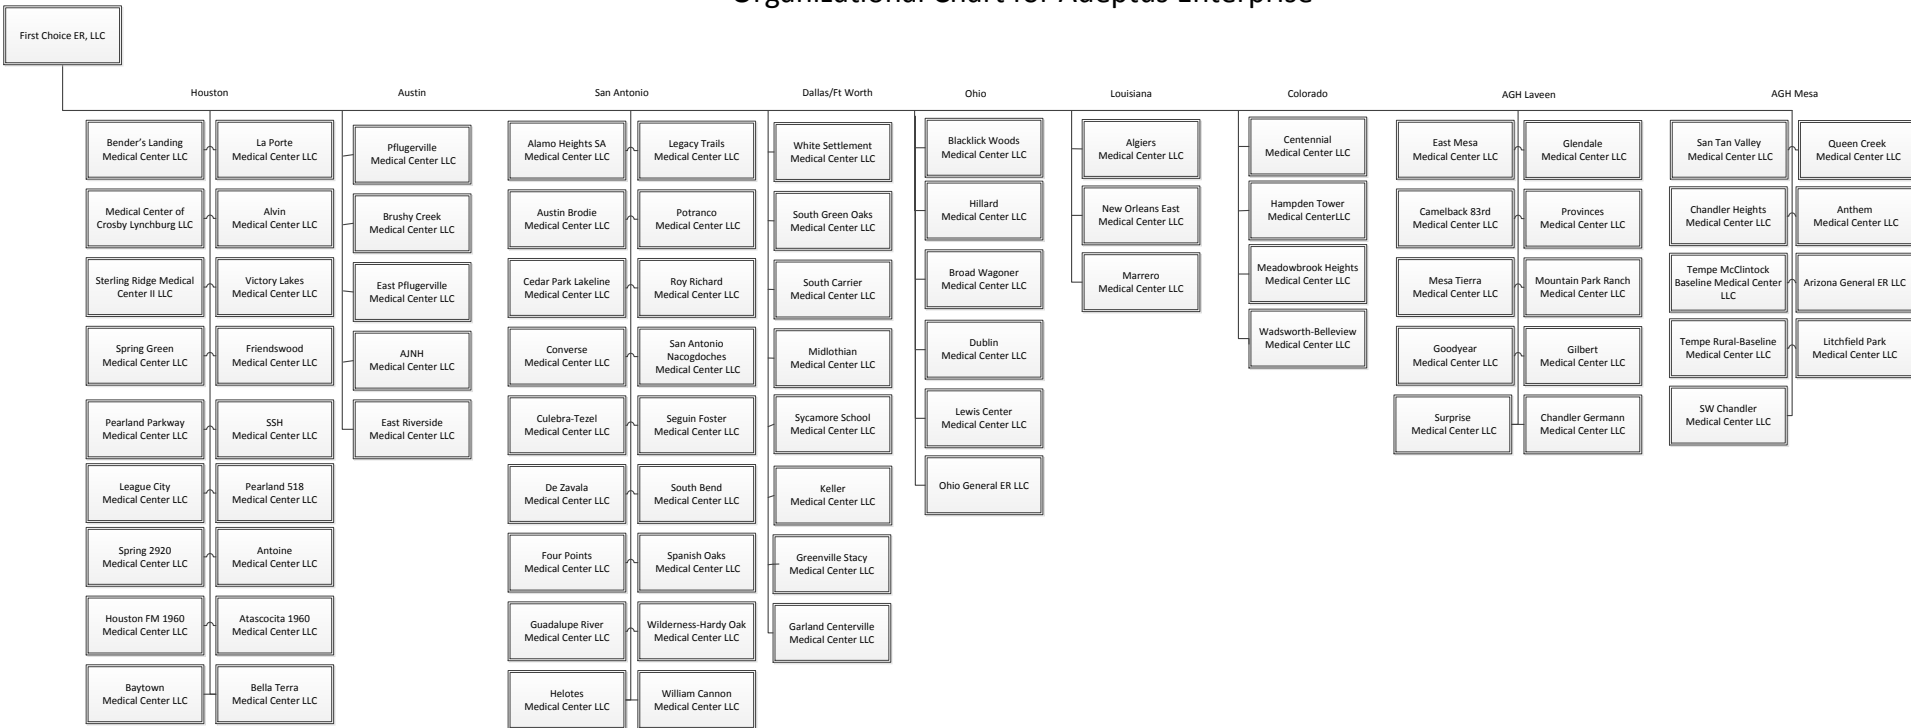 Organizational Chart for Adeptus Enterprise
First Choice ER, LLC
Houston
Austin
San Antonio
Dallas/Ft Worth
Ohio
Louisiana
Colorado
AGH Laveen
AGH Mesa
Bender's Landing
Medical Center LLC
La Porte
Medical Center LLC
Medical Center of
Crosby Lynchburg LLC
Alvin
Medical Center LLC
Sterling Ridge Medical
Center II LLC
Victory Lakes
Medical Center LLC
Spring Green
Medical Center LLC
Friendswood
Medical Center LLC
Pearland Parkway
Medical Center LLC
SSH
Medical Center LLC
League City
Medical Center LLC
Pearland 518
Medical Center LLC
Spring 2920
Medical Center LLC
Antoine
Medical Center LLC
Houston FM 1960
Medical Center LLC
Atascocita 1960
Medical Center LLC
Baytown
Medical Center LLC
Bella Terra
Medical Center LLC
Pflugerville
Medical Center LLC
Brushy Creek
Medical Center LLC
East Pflugerville
Medical Center LLC
AJNH
Medical Center LLC
East Riverside
Medical Center LLC
Alamo Heights SA
Medical Center LLC
Legacy Trails
Medical Center LLC
Austin Brodie
Medical Center LLC
Potranco
Medical Center LLC
Cedar Park Lakeline
Medical Center LLC
Roy Richard
Medical Center LLC
Converse
Medical Center LLC
San Antonio
Nacogdoches
Medical Center LLC
Culebra-Tezel
Medical Center LLC
Seguin Foster
Medical Center LLC
De Zavala
Medical Center LLC
South Bend
Medical Center LLC
Four Points
Medical Center LLC
Spanish Oaks
Medical Center LLC
Guadalupe River
Medical Center LLC
Wilderness-Hardy Oak
Medical Center LLC
Helotes
Medical Center LLC
William Cannon
Medical Center LLC
White Settlement
Medical Center LLC
South Green Oaks
Medical Center LLC
South Carrier
Medical Center LLC
Midlothian
Medical Center LLC
Sycamore School
Medical Center LLC
Keller
Medical Center LLC
Greenville Stacy
Medical Center LLC
Garland Centerville
Medical Center LLC
Blacklick Woods
Medical Center LLC
Hillard
Medical Center LLC
Broad Wagoner
Medical Center LLC
Dublin
Medical Center LLC
Lewis Center
Medical Center LLC
Ohio General ER LLC
Algiers
Medical Center LLC
New Orleans East
Medical Center LLC
Marrero
Medical Center LLC
Centennial
Medical Center LLC
Hampden Tower
Medical CenterLLC
Meadowbrook Heights
Medical Center LLC
Wadsworth-Belleview
Medical Center LLC
East Mesa
Medical Center LLC
Glendale
Medical Center LLC
Camelback 83rd
Medical Center LLC
Provinces
Medical Center LLC
Mesa Tierra
Medical Center LLC
Mountain Park Ranch
Medical Center LLC
Goodyear
Medical Center LLC
Gilbert
Medical Center LLC
Surprise
Medical Center LLC
Chandler Germann
Medical Center LLC
San Tan Valley
Medical Center LLC
Queen Creek
Medical Center LLC
Chandler Heights
Medical Center LLC
Anthem
Medical Center LLC
Tempe McClintock
Baseline Medical Center
LLC
Arizona General ER LLC
Tempe Rural-Baseline
Medical Center LLC
Litchfield Park
Medical Center LLC
SW Chandler
Medical Center LLC